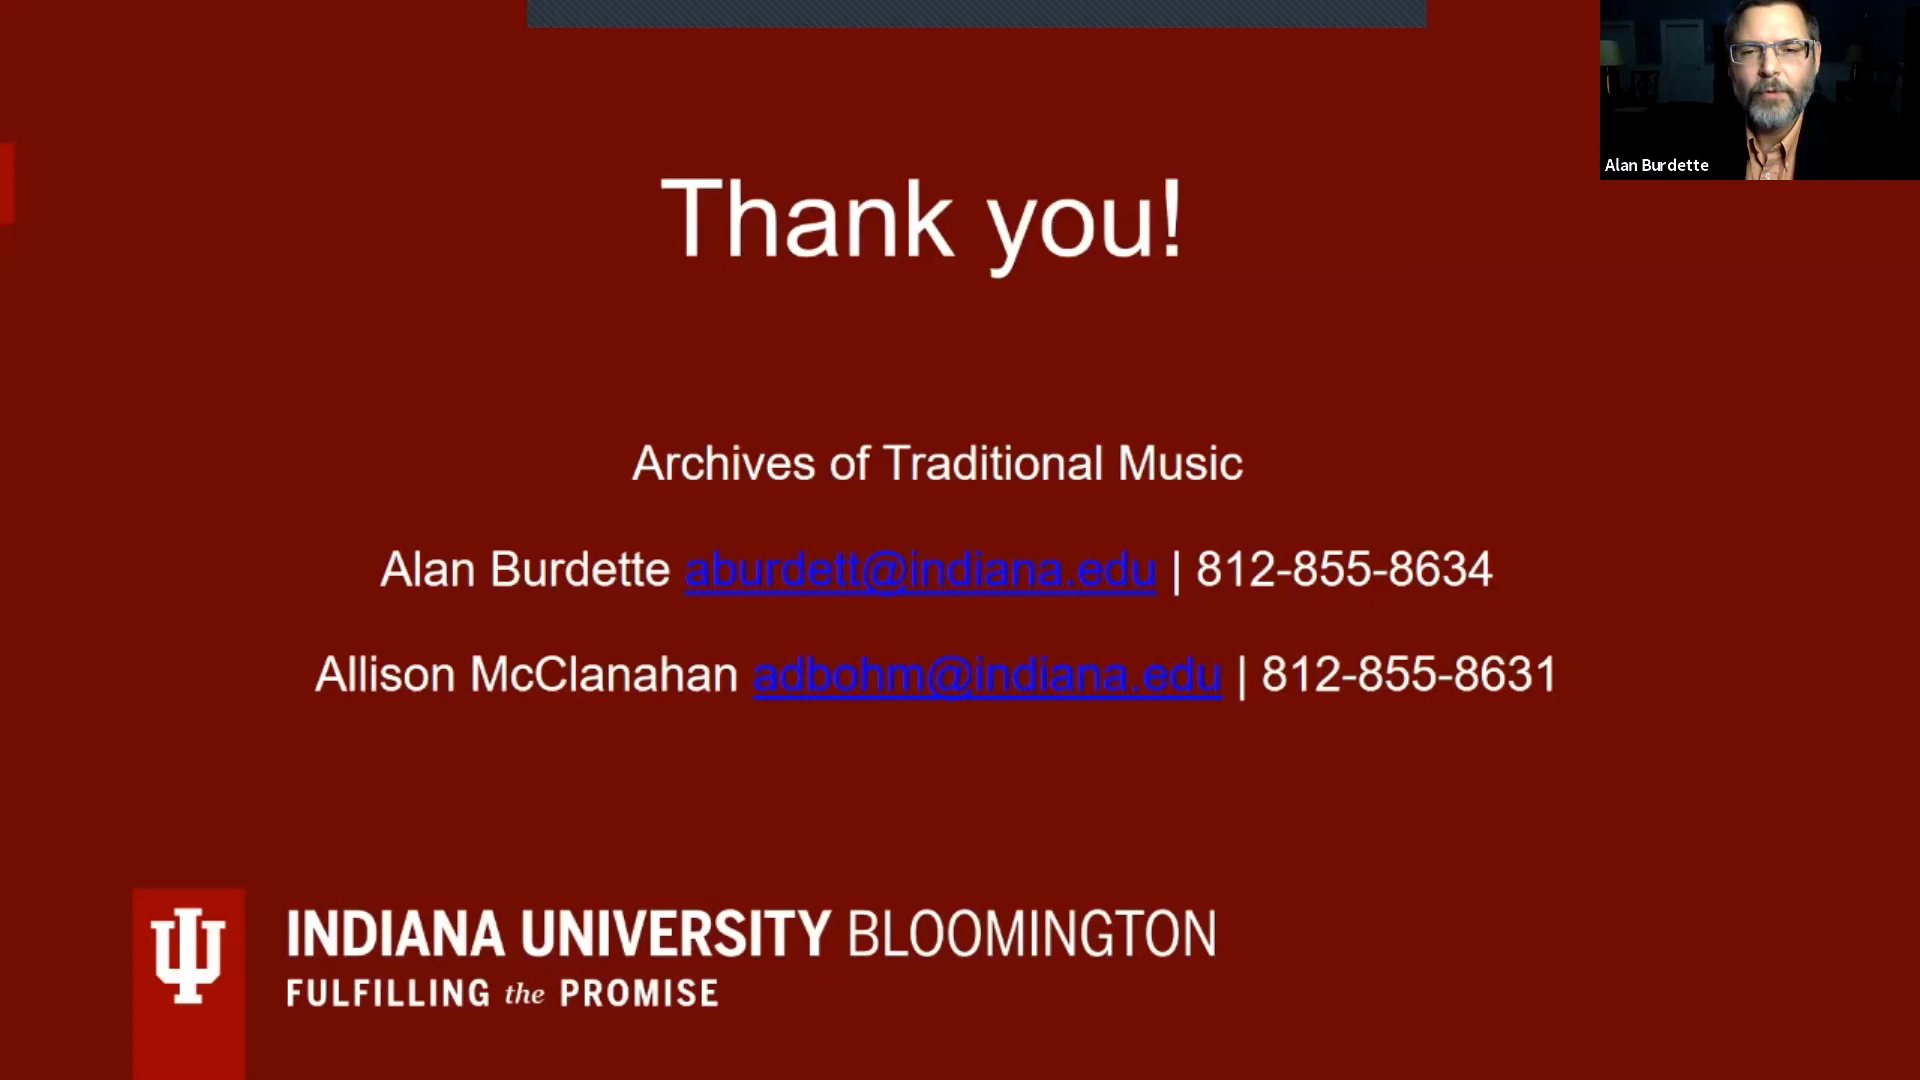 Alan Burdette
Thank you!
Archives of Traditional Music
Alan Burdette aburdett@indiana.edu | 812-855-8634
Allison McClanahan adbohm@indiana.edu | 812-855-8631
INDIANA UNIVERSITY BLOOMINGTON
FULFILLING the PROMISE